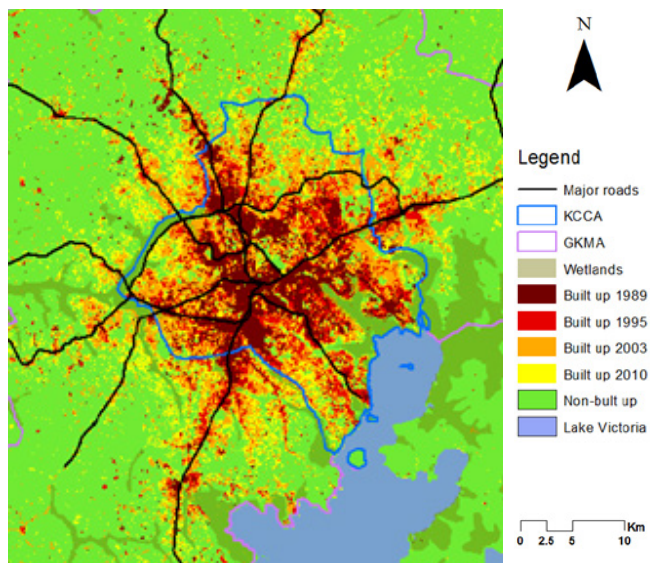 N
Legend
Major roads
KCCA
GKMA
Wetlands
Built up 1989
Built up 1995
Built up 2003
Built up 2010
Non-bult up
Lake Victoria
Km
0 2.5 5 10